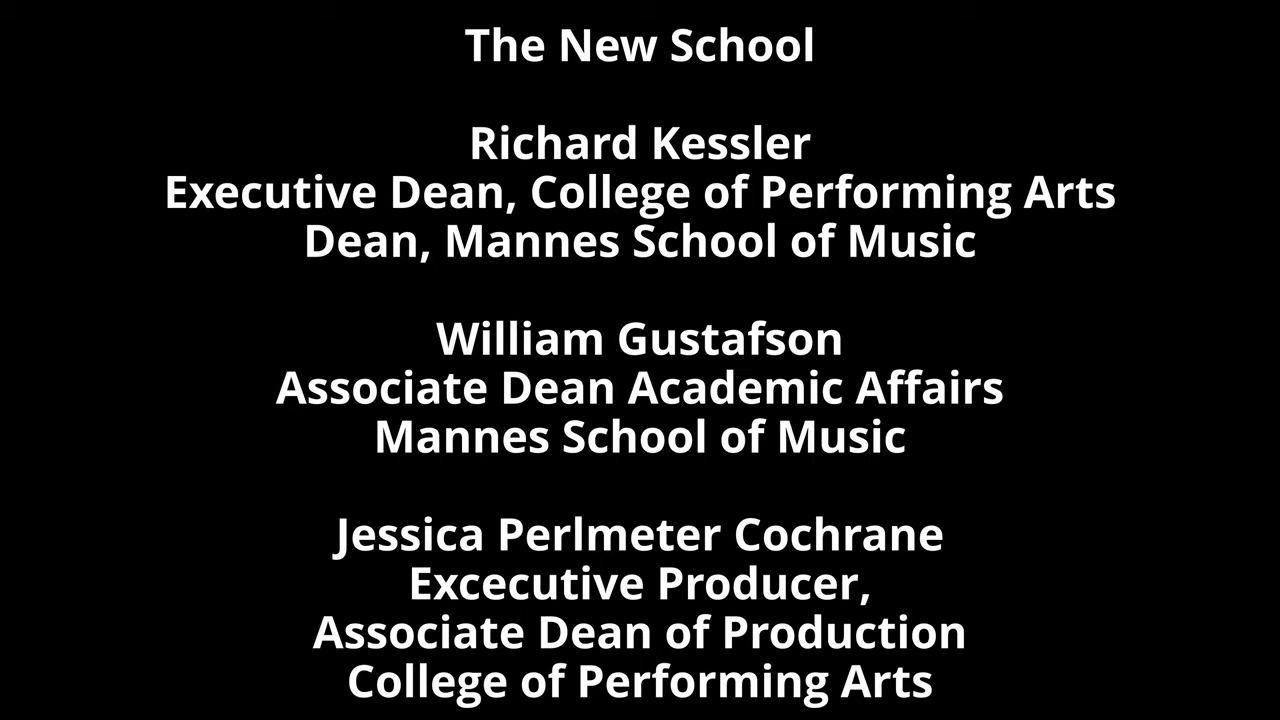 The New School
Richard Kessler
Executive Dean, College of Performing Arts
Dean, Mannes School of Music
William Gustafson
Associate Dean Academic Affairs
Mannes School of Music
Jessica Perlmeter Cochrane
Excecutive Producer,
Associate Dean of Production
College of Performing Arts